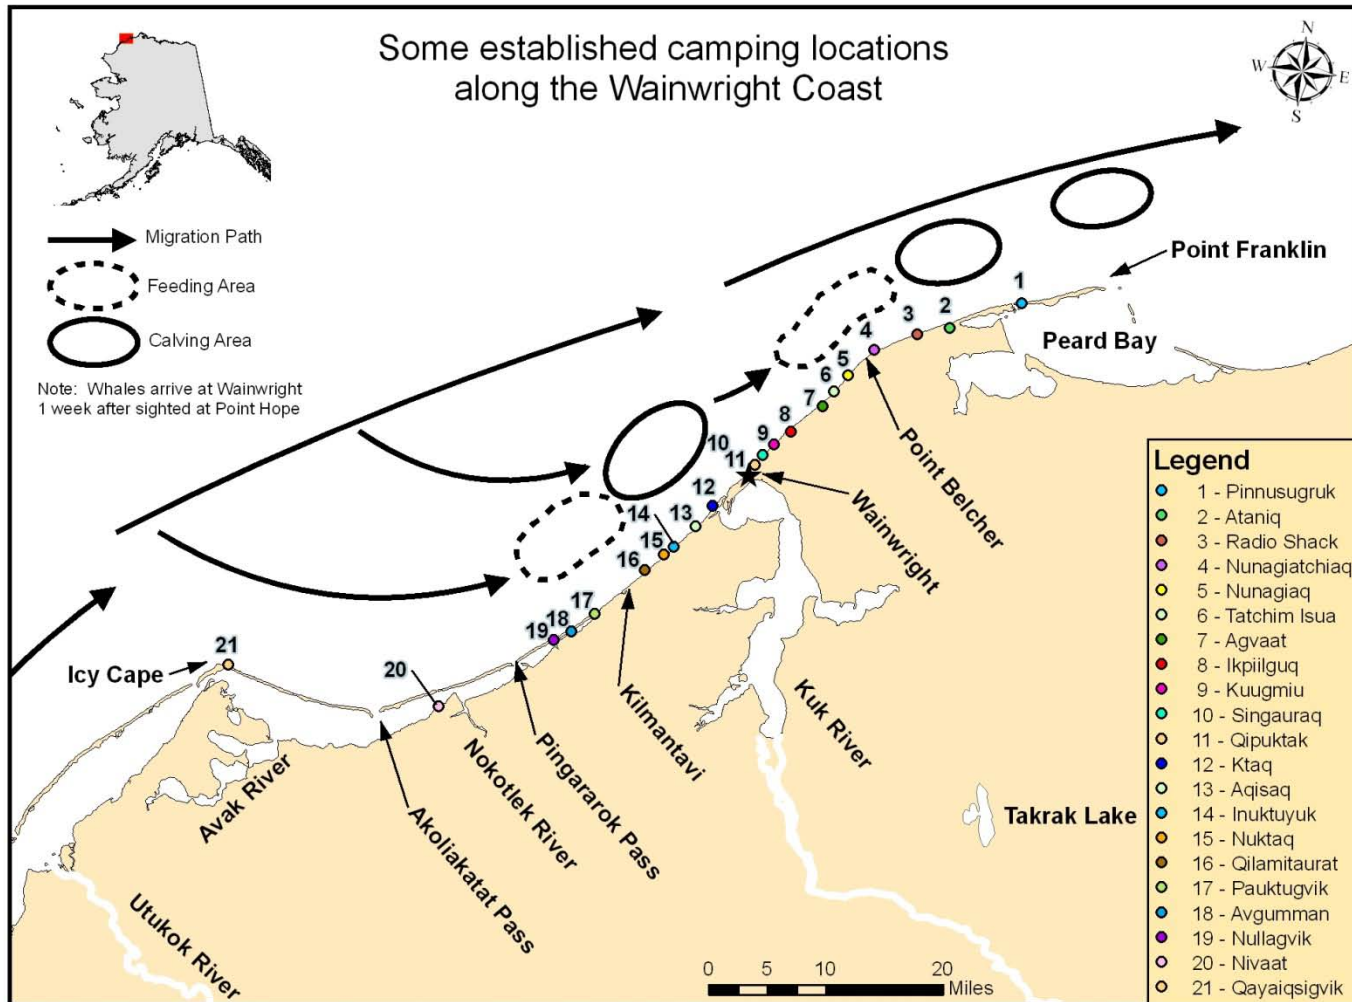 Some established camping locations
along the Wainwright Coast
N
W
E
S
Migration Path
Feeding Area
Calving Area
Note: Whales arrive at Wainwright
1 week after sighted at Point Hope
Point Franklin
1
2
3
4
5
6
7
8
9
10
11
12
13
14
15
16
17
18
19
20
21
Peard Bay
Point Belcher
Wainwright
Icy Cape
Kilmantavi
Kuk River
Pingararok Pass
Nokotlek River
Akoliakatat Pass
Avak River
Utukok River
Takrak Lake
0 5 10 20
Miles
Legend
1 - Pinnusugruk
2 - Ataniq
3 - Radio Shack
4 - Nunagiatchiaq
5 - Nunagiaq
6 - Tatchim Isua
7 - Agvaat
8 - Ikpiilguq
9 - Kuugmiu
10 - Singauraq
11 - Qipuktak
12 - Ktaq
13 - Aqisaq
14 - Inuktuyuk
15 - Nuktaq
16 - Qilamitaurat
17 - Pauktugvik
18 - Avgumman
19 - Nullagvik
20 - Nivaat
21 - Qayaiqsigvik